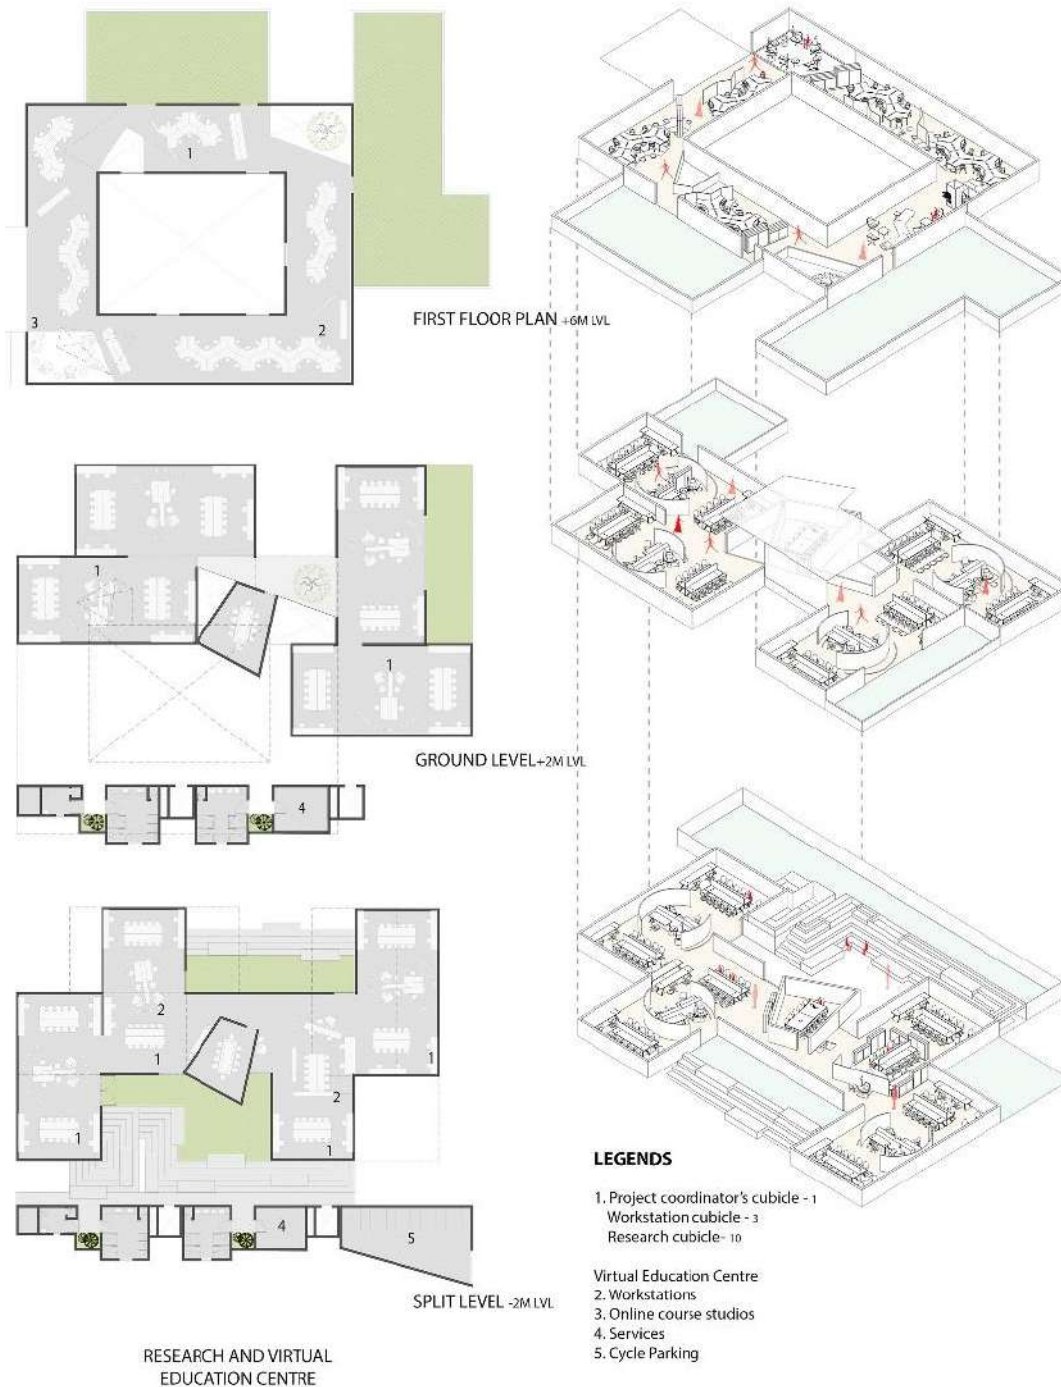 1
3
2
FIRST FLOOR PLAN +6M LVL
1
1
GROUND LEVEL+2M LVL
4
2
1
2
1
1
1
4
5
SPLIT LEVEL -2M LVL
RESEARCH AND VIRTUAL
EDUCATION CENTRE
LEGENDS
1. Project coordinator's cubicle - 1
Workstation cubicle - 3
Research cubicle- 10
Virtual Education Centre
2. Workstations
3. Online course studios
4. Services
5. Cycle Parking